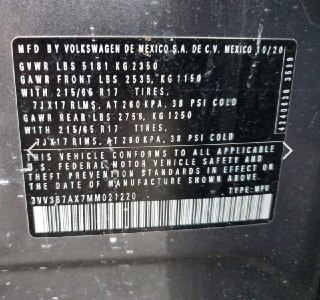 MFD BY VOLKSWAGEN DE MEXICO S.A. DE C.V. MEXICO 10/20
GVWR LBS 5181 KG 2350
GAWR FRONT LBS 2535, KG 1150
WITH 215/65 R17 TIRES,
7JX17 RIMS, AT 260 KPA, 38 PSI COLD
GAWR REAR LBS 2756, KG 1250
WITH 215/65 R17 TIRES,
7JX17 RIMS, AT 260 KPA, 38 PSI COLD
THIS VEHICLE CONFORMS TO ALL APPLICABLE
U.S. FEDERAL MOTOR VEHICLE SAFETY AND
THEFT PREVENTION STANDARDS IN EFFECT ON
THE DATE OF MANUFACTURE SHOWN ABOVE
3VV3B7AX7MM021220
TYPE: MPV